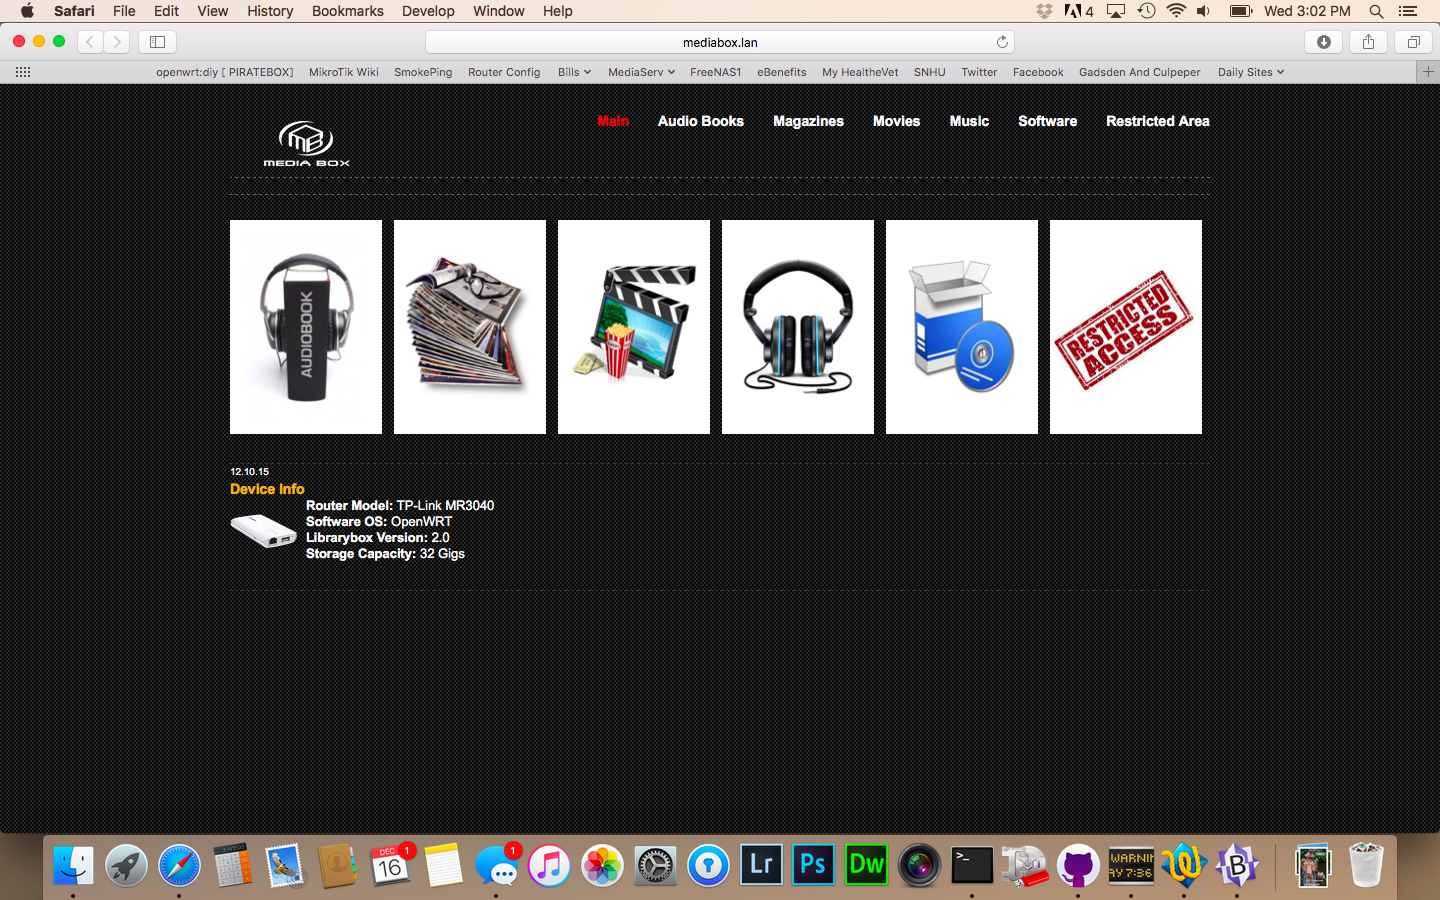 Safari File Edit View History Bookmarks Develop Window Help 4 Wed 3:02 PM
mediabox.lan
openwrt:diy [ PIRATEBOX] MikroTik Wiki SmokePing Router Config Bills MediaServ FreeNAS1 eBenefits My HealtheVet SNHU Twitter Facebook Gadsden And Culpeper Daily Sites
MB
MEDIA BOX
Main Audio Books Magazines Movies Music Software Restricted Area
AUDIOBOOK
RESTRICTED
ACCESS
12.10.15
Device Info
Router Model: TP-Link MR3040
Software OS: OpenWRT
Librarybox Version: 2.0
Storage Capacity: 32 Gigs
DEC
16
1
1
Lr
Ps
Dw
>_
WARNIN
AY 7:36
B